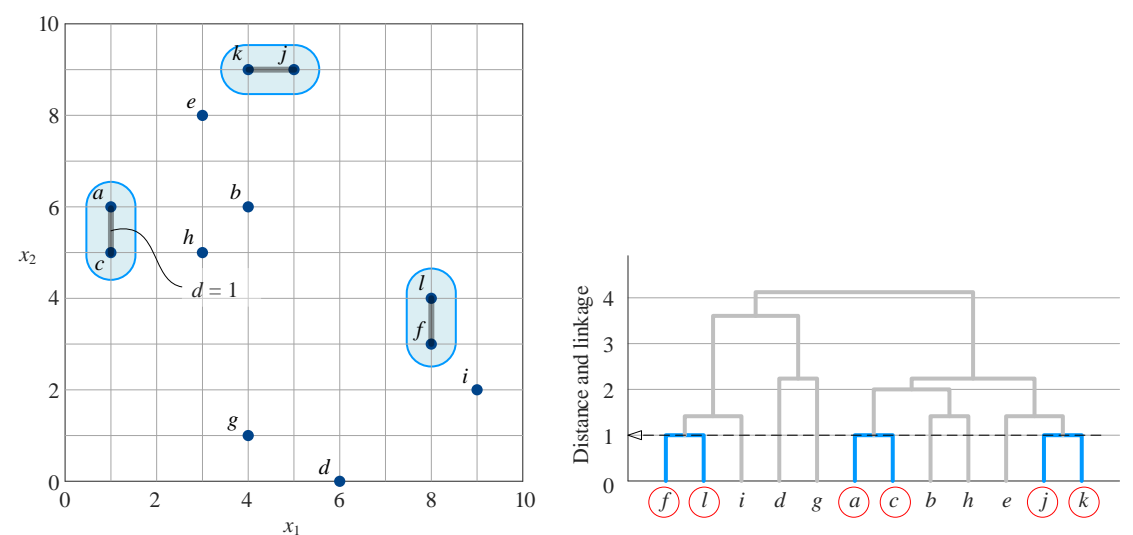 10
k j
e
8
a
b
6
h
c
x2
d = 1
l
4
f
i
2
g
d
0
0 2 4 6 8 10
x1
Distance and linkage
4
3
2
1
0
f l i d g a c b h e j k